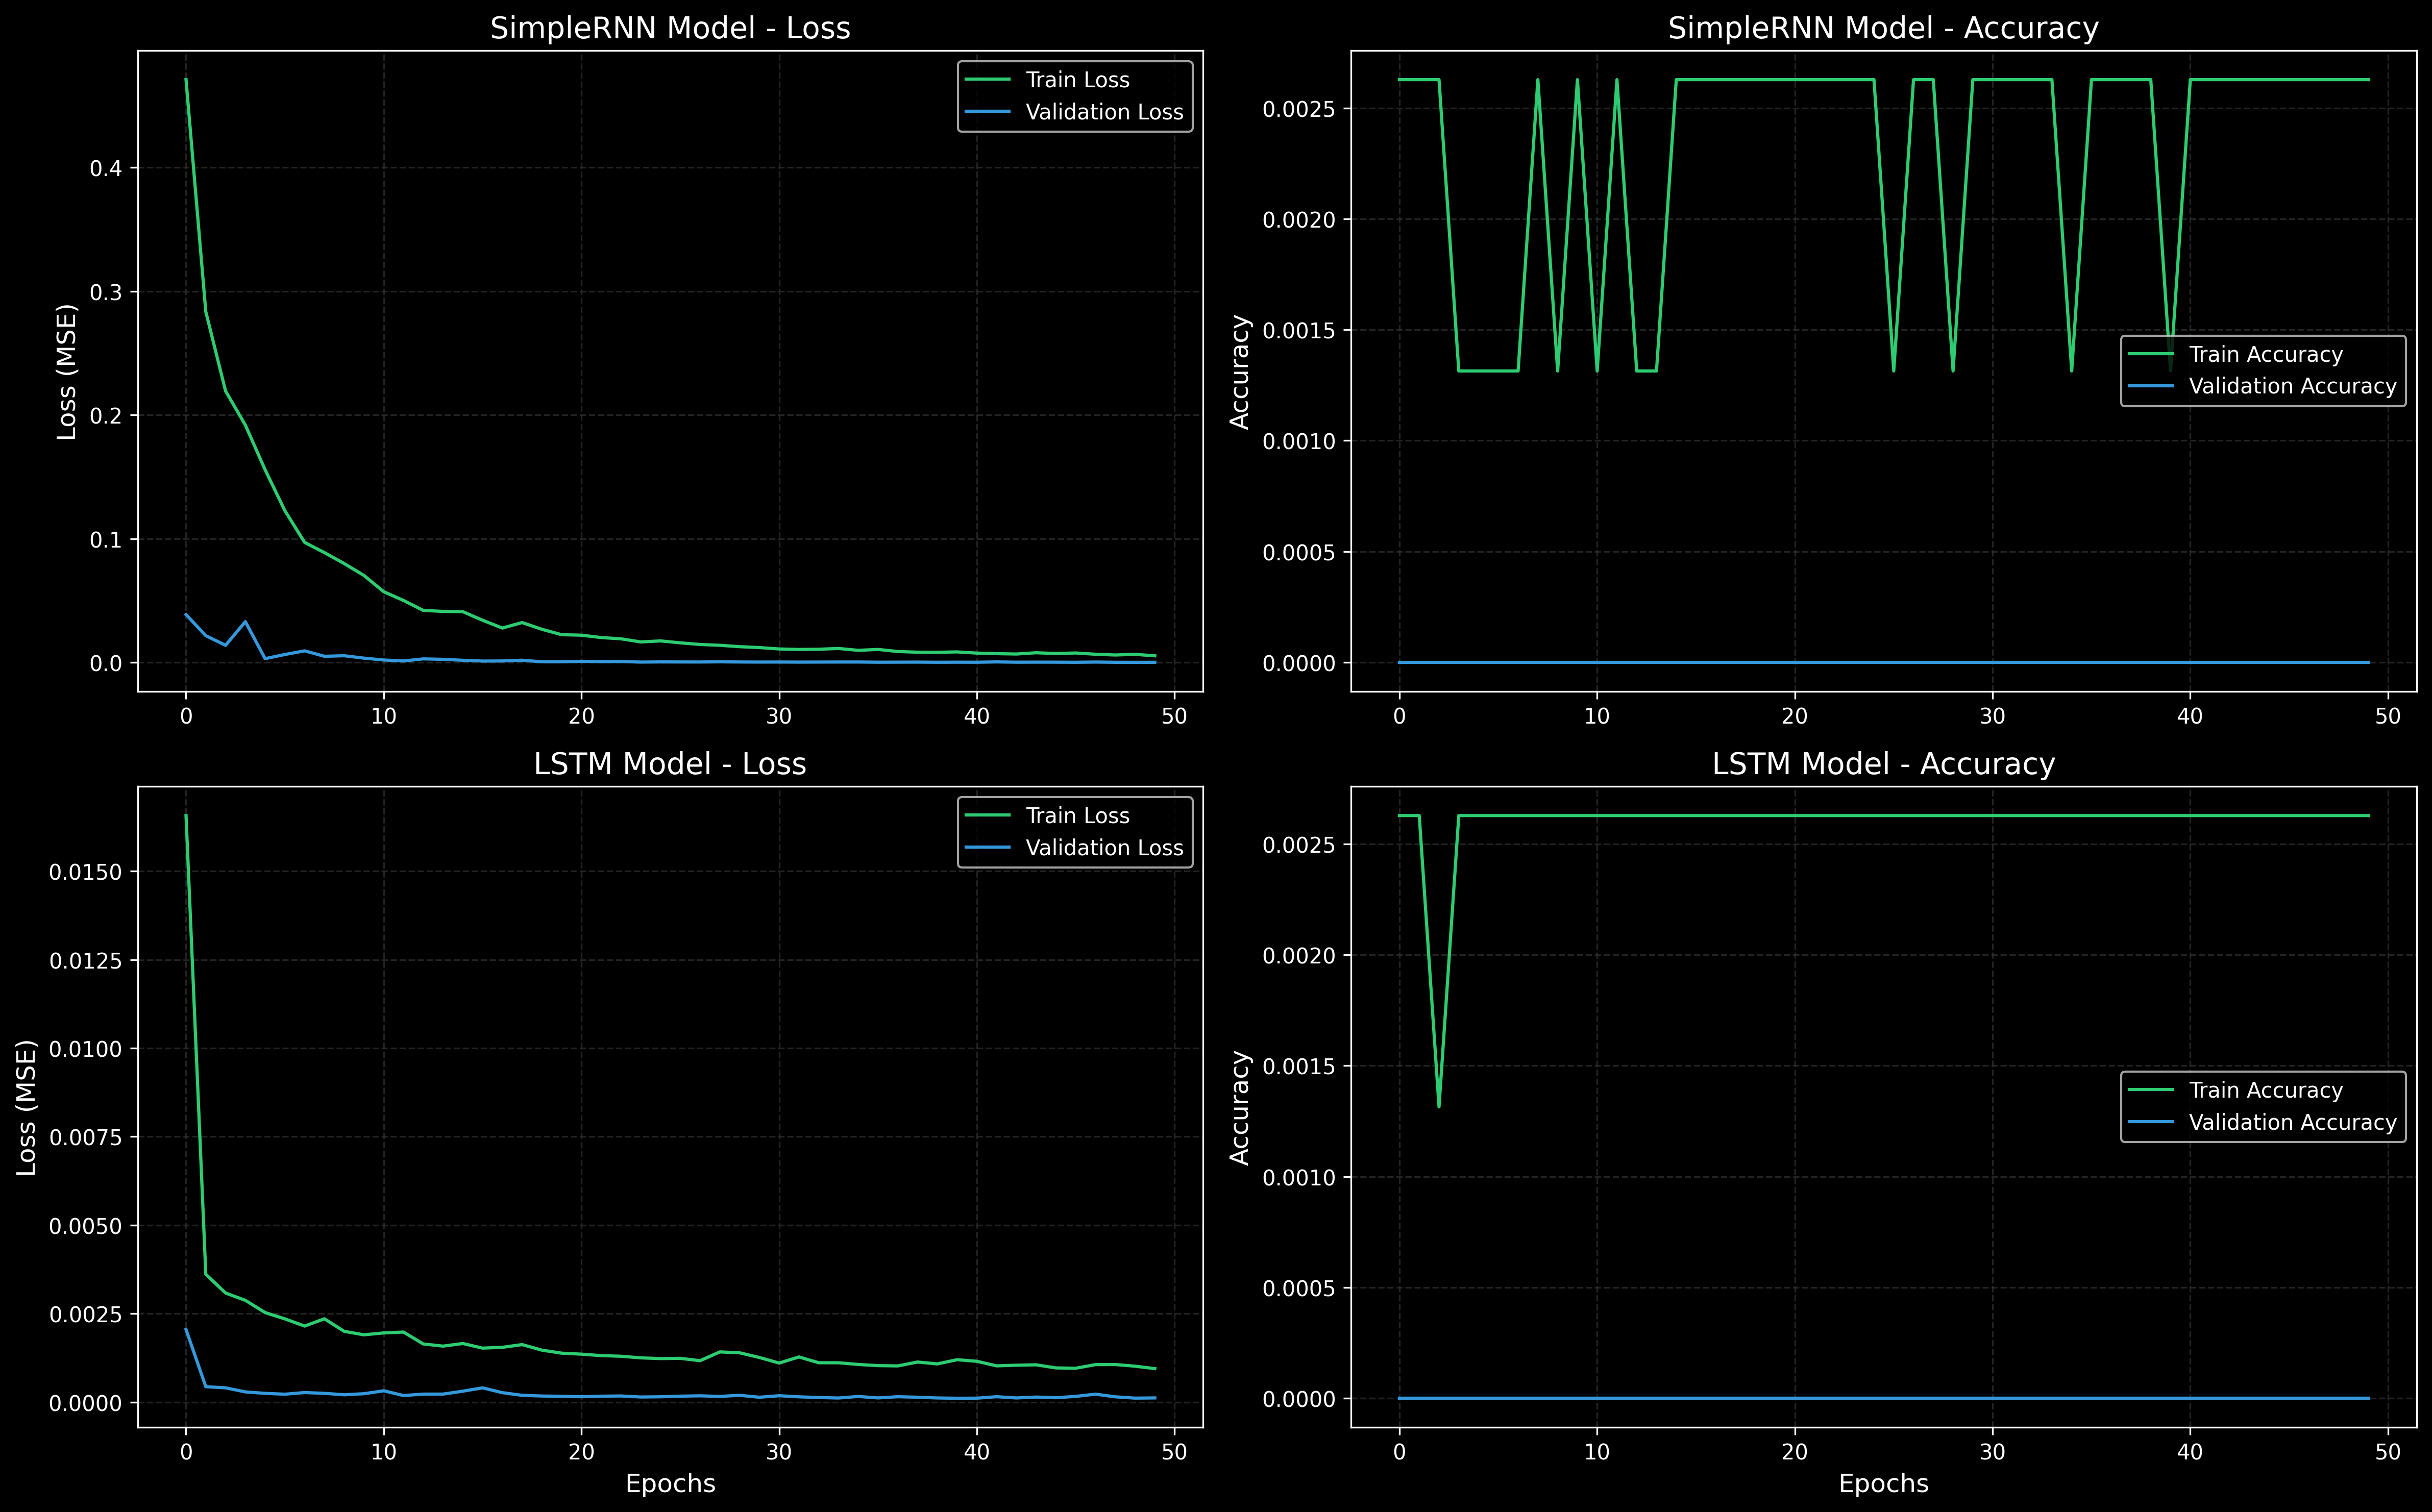 SimpleRNN Model - Loss
Loss (MSE)
0.4
0.3
0.2
0.1
0.0
0 10 20 30 40 50
Train Loss
Validation Loss
SimpleRNN Model - Accuracy
Accuracy
0.0025
0.0020
0.0015
0.0010
0.0005
0.0000
0 10 20 30 40 50
Train Accuracy
Validation Accuracy
LSTM Model - Loss
Loss (MSE)
0.0150
0.0125
0.0100
0.0075
0.0050
0.0025
0.0000
0 10 20 30 40 50
Epochs
Train Loss
Validation Loss
LSTM Model - Accuracy
Accuracy
0.0025
0.0020
0.0015
0.0010
0.0005
0.0000
0 10 20 30 40 50
Epochs
Train Accuracy
Validation Accuracy